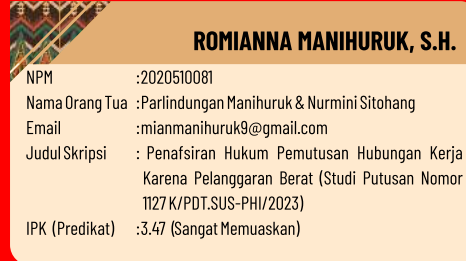 ROMIANNA MANIHURUK, S.H.
NPM :2020510081
Nama Orang Tua :Parlindungan Manihuruk & Nurmini Sitohang
Email :mianmanihuruk9@gmail.com
Judul Skripsi : Penafsiran Hukum Pemutusan Hubungan Kerja
Karena Pelanggaran Berat (Studi Putusan Nomor
1127 K/PDT.SUS-PHI/2023)
IPK (Predikat) :3.47 (Sangat Memuaskan)